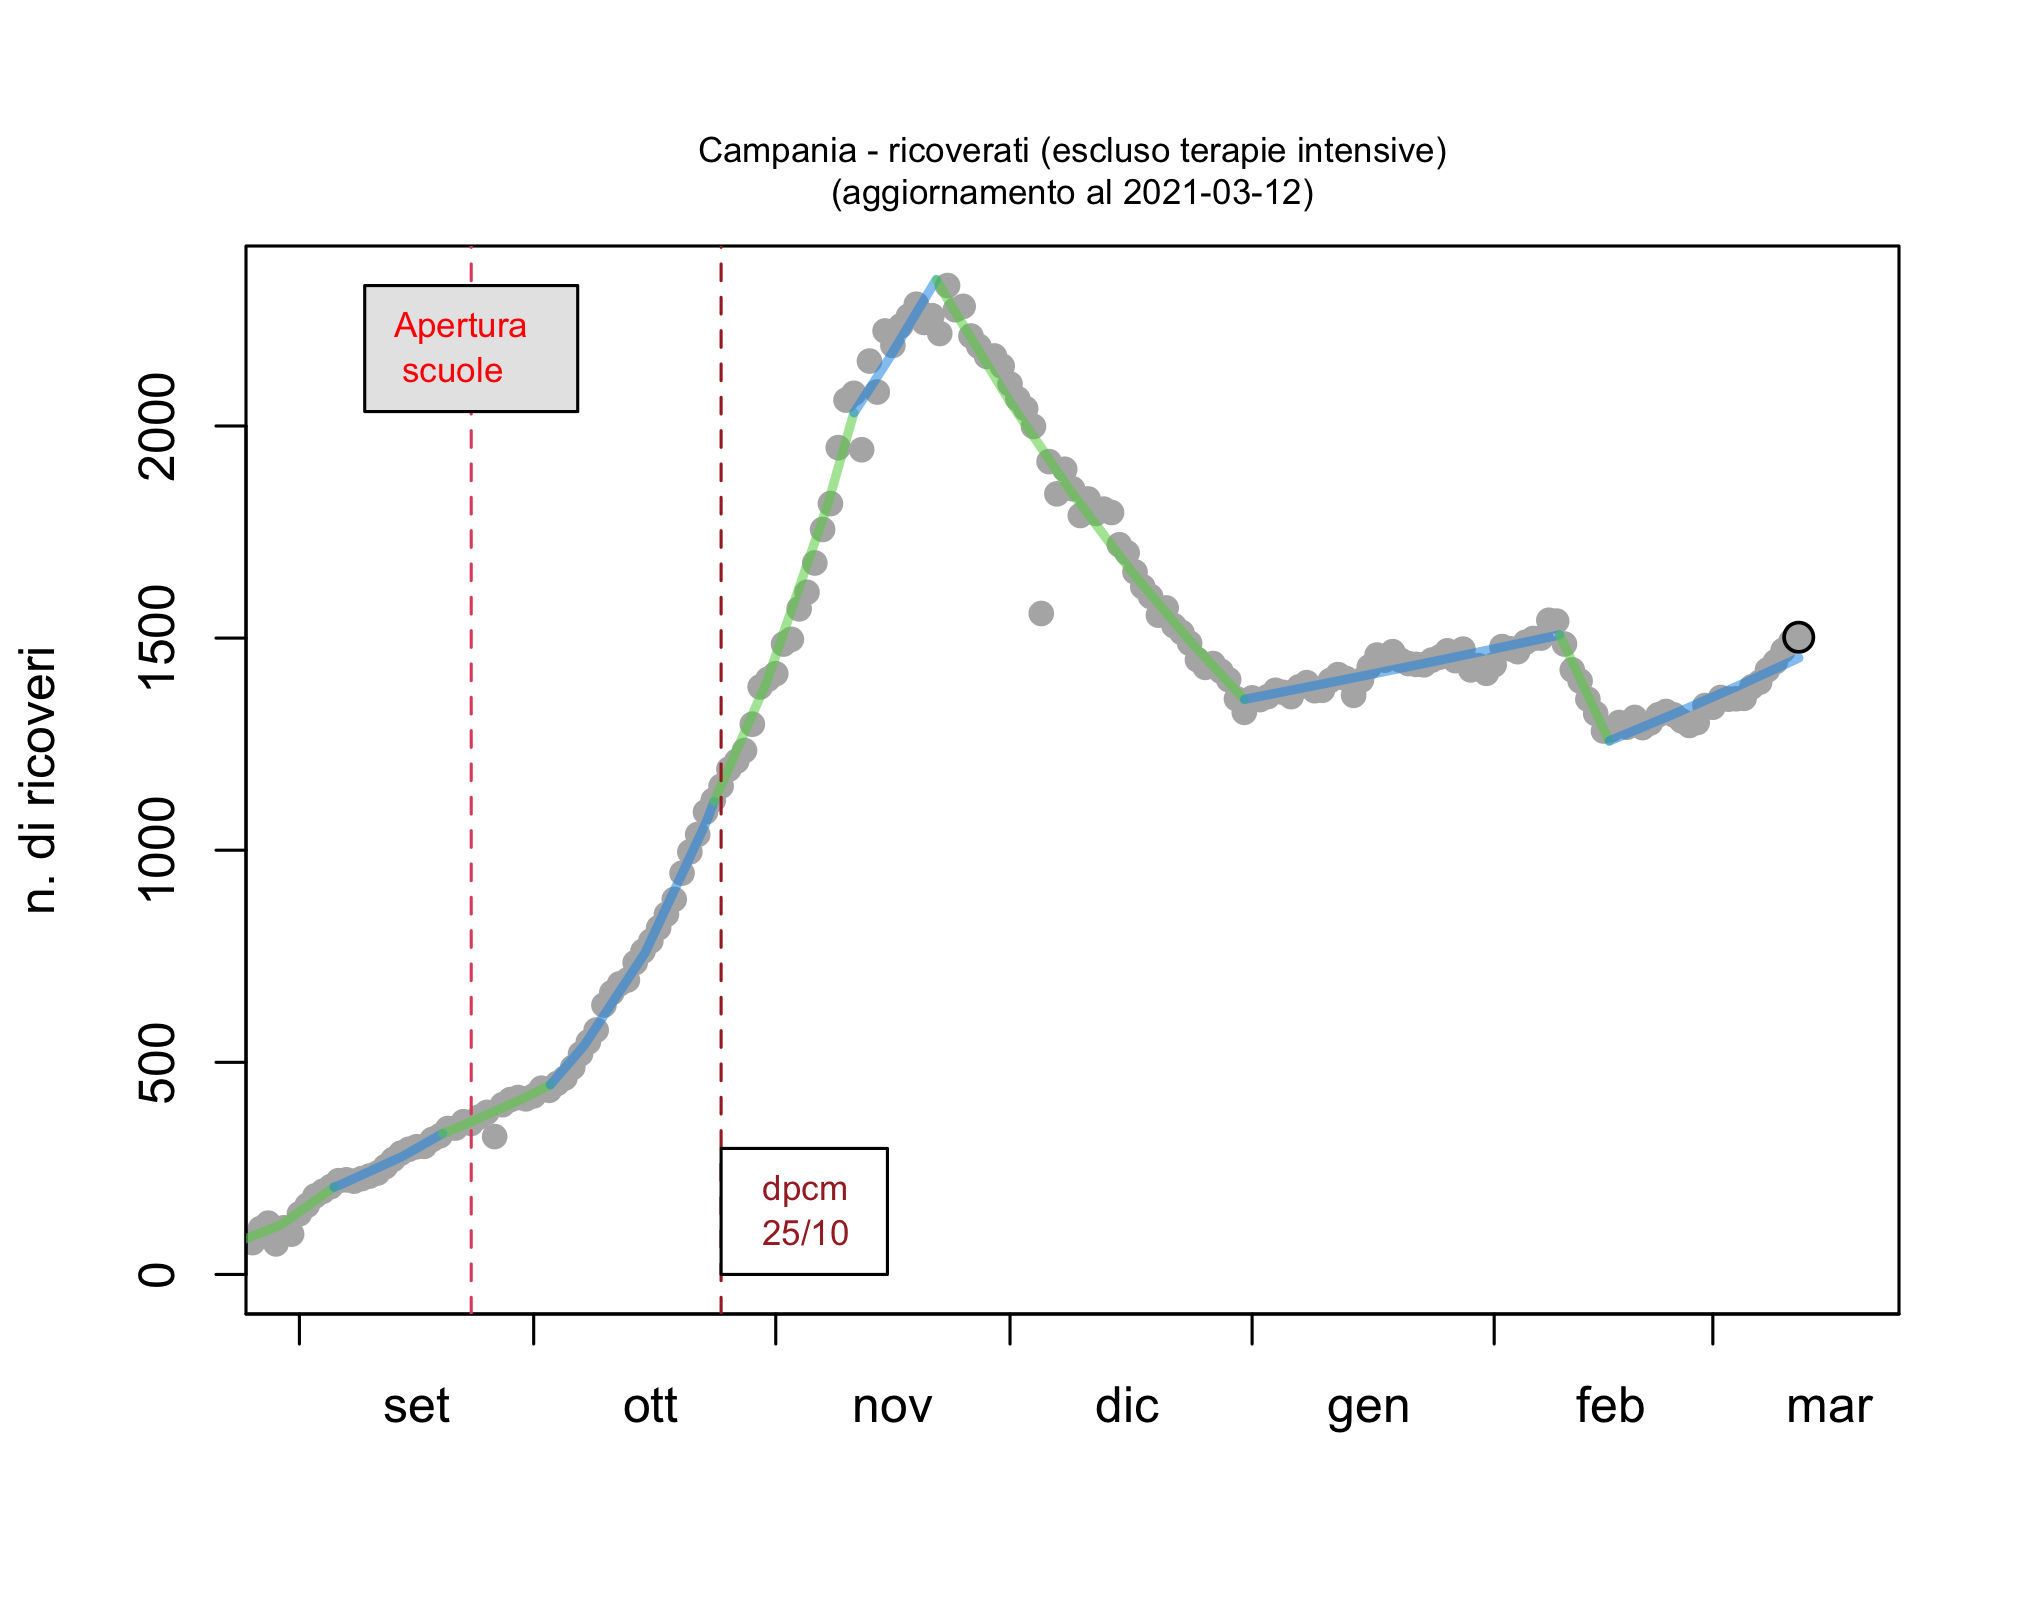 Campania - ricoverati (escluso terapie intensive)
(aggiornamento al 2021-03-12)
Apertura
scuole
n. di ricoveri
2000
1500
1000
500
0
dpcm
25/10
set ott nov dic gen feb mar